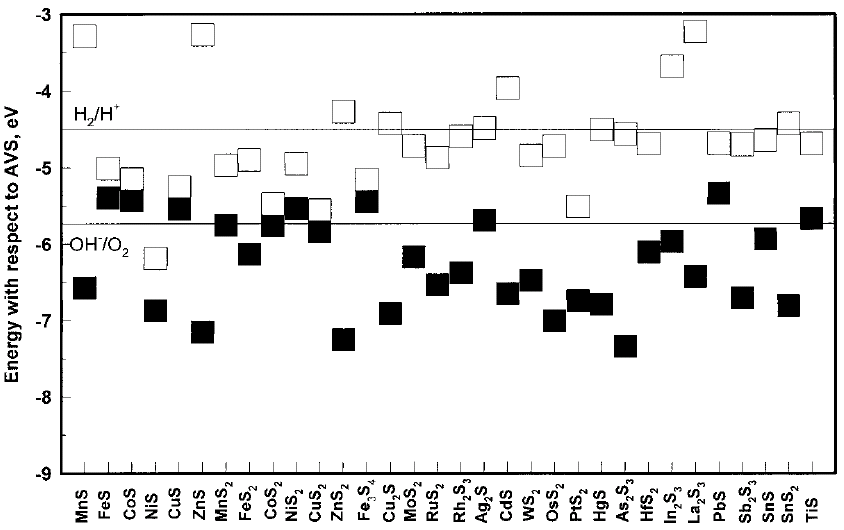 -3
-4
-5
-6
-7
-8
-9
Energy with respect to AVS, eV
H₂/H⁺
OH⁻/O₂
MnS
FeS
CoS
NiS
CuS
ZnS
MnS₂
FeS₂
CoS₂
NiS₂
CuS₂
ZnS₂
Fe₃S₄
Cu₂S
MoS₂
RuS₂
Rh₂S₃
Ag₂S
CdS
WS₂
OsS₂
PtS₂
HgS
As₂S₃
HfS₂
In₂S₃
La₂S₃
PbS
Sb₂S₃
SnS
SnS₂
TiS